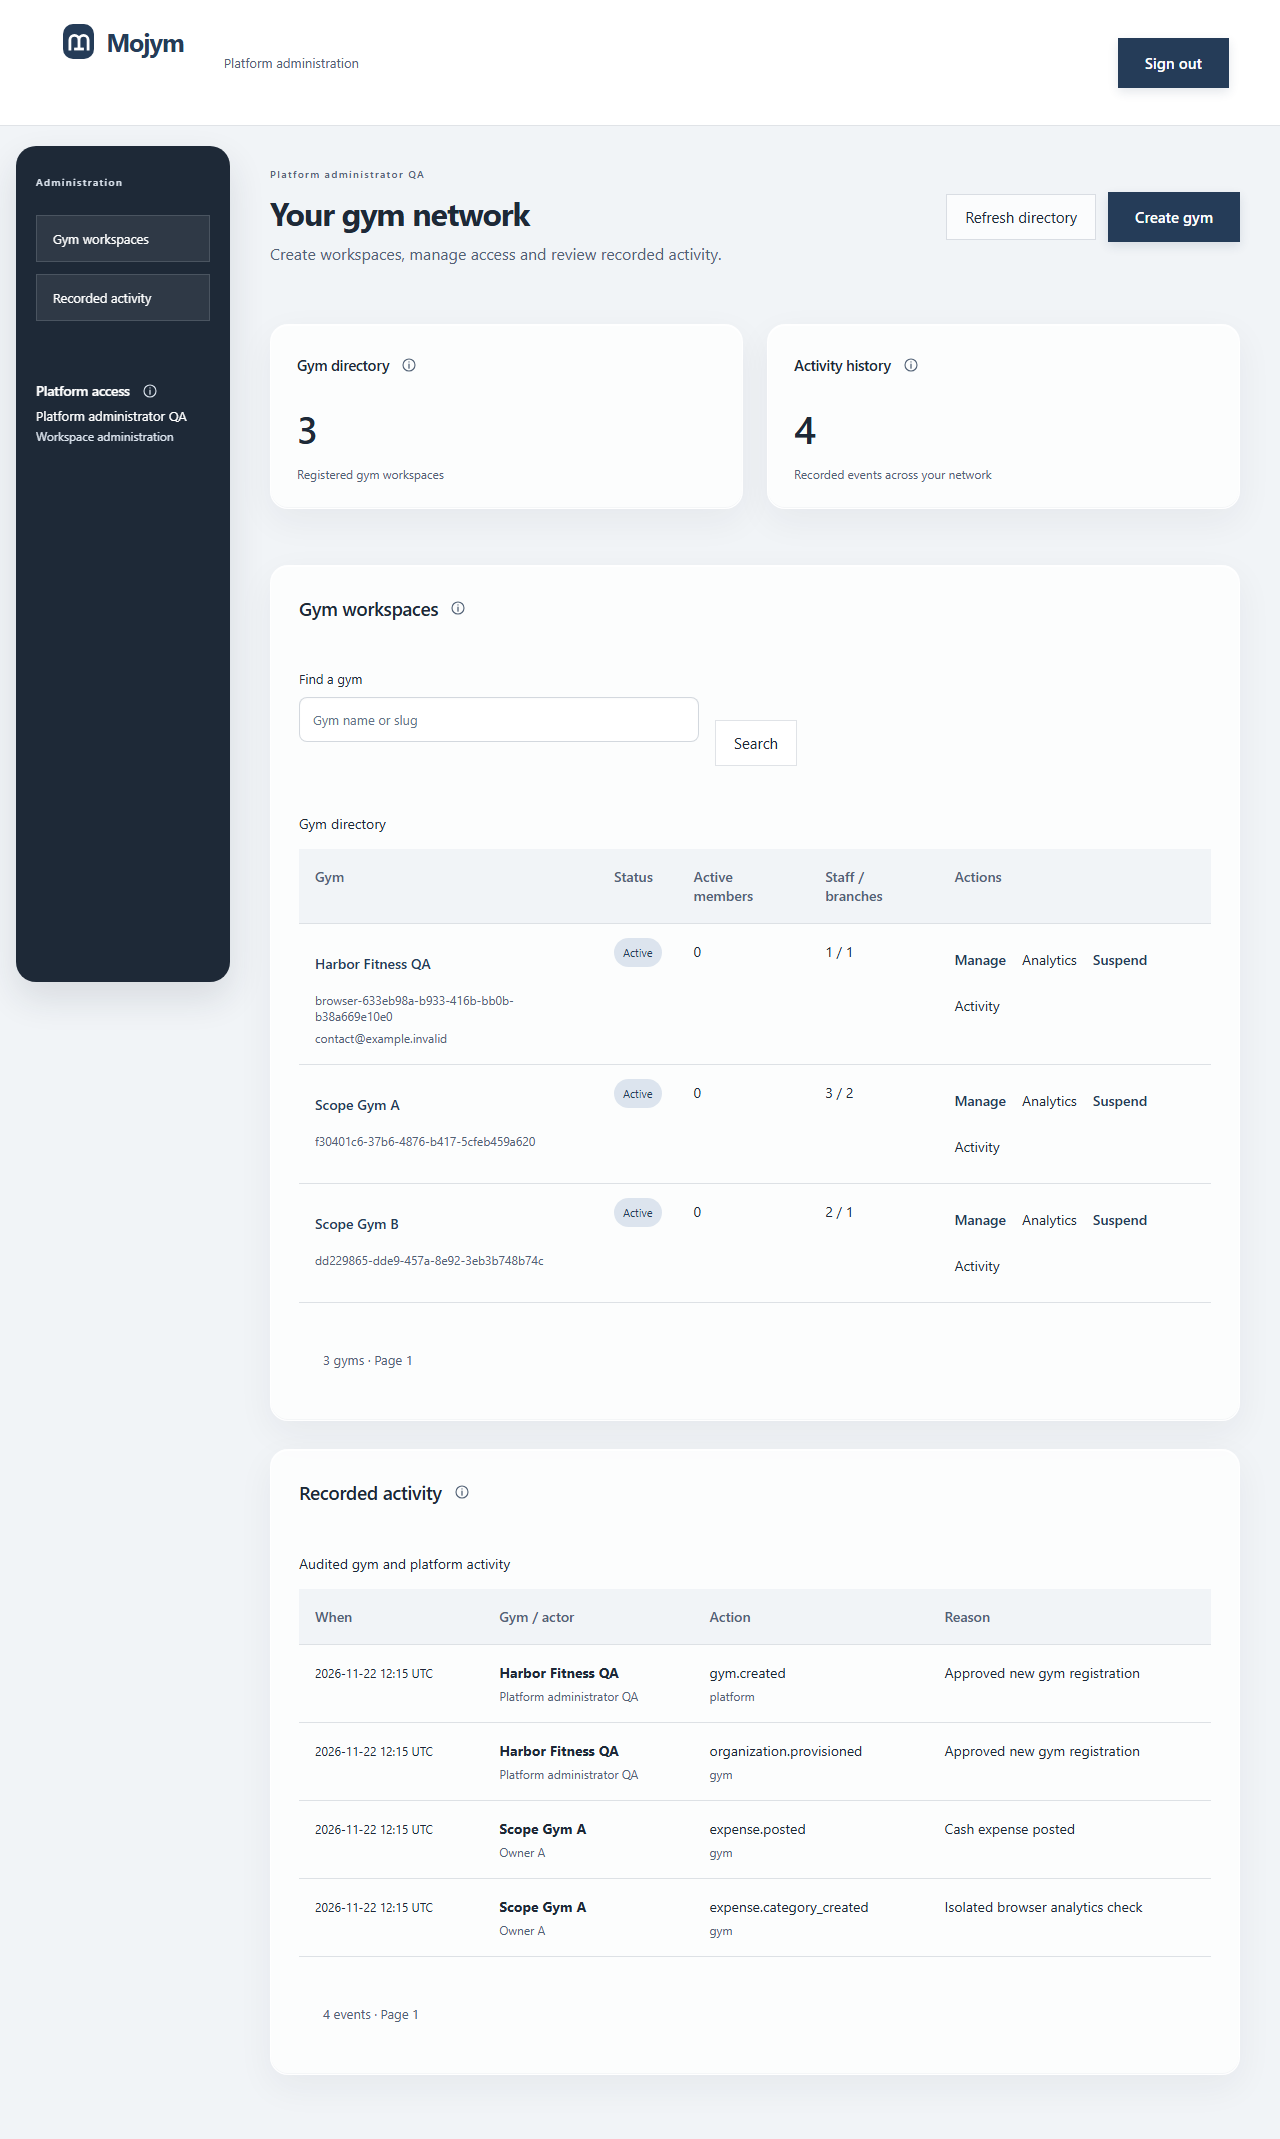 Mojym
Platform administration
Sign out
Administration
Gym workspaces
Recorded activity
Platform access
Platform administrator QA
Workspace administration
Platform administrator QA
Your gym network
Create workspaces, manage access and review recorded activity.
Refresh directory
Create gym
Gym directory
3
Registered gym workspaces
Activity history
4
Recorded events across your network
Gym workspaces
Find a gym
Gym name or slug
Search
Gym directory
Gym Status Active members Staff / branches Actions
Harbor Fitness QA Active 0 1 / 1 Manage Analytics Suspend
browser-633eb98a-b933-416b-bb0b-
b38a669e10e0
Activity
contact@example.invalid
Scope Gym A Active 0 3 / 2 Manage Analytics Suspend
f30401c6-37b6-4876-b417-5cfeb459a620
Activity
Scope Gym B Active 0 2 / 1 Manage Analytics Suspend
dd229865-dde9-457a-8e92-3eb3b748b74c
Activity
3 gyms · Page 1
Recorded activity
Audited gym and platform activity
When Gym / actor Action Reason
2026-11-22 12:15 UTC Harbor Fitness QA gym.created Approved new gym registration
Platform administrator QA platform
2026-11-22 12:15 UTC Harbor Fitness QA organization.provisioned Approved new gym registration
Platform administrator QA gym
2026-11-22 12:15 UTC Scope Gym A expense.posted Cash expense posted
Owner A gym
2026-11-22 12:15 UTC Scope Gym A expense.category_created Isolated browser analytics check
Owner A gym
4 events · Page 1